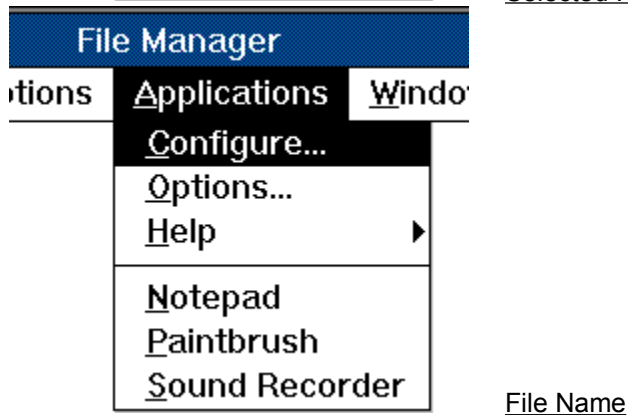 File Manager
Applications
Configure...
Options...
Help
Notepad
Paintbrush
Sound Recorder
File Name